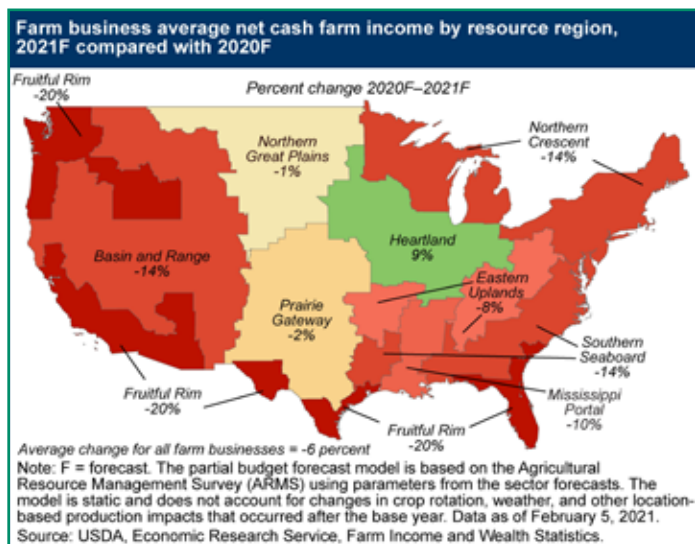 Farm business average net cash farm income by resource region,
2021F compared with 2020F
Percent change 2020F–2021F
Fruitful Rim
-20%
Northern
Great Plains
-1%
Northern
Crescent
-14%
Basin and Range
-14%
Heartland
9%
Eastern
Uplands
-8%
Prairie
Gateway
-2%
Southern
Seaboard
-14%
Mississippi
Portal
-10%
Fruitful Rim
-20%
Fruitful Rim
-20%
Average change for all farm businesses = -6 percent
Note: F = forecast. The partial budget forecast model is based on the Agricultural
Resource Management Survey (ARMS) using parameters from the sector forecasts. The
model is static and does not account for changes in crop rotation, weather, and other location-
based production impacts that occurred after the base year. Data as of February 5, 2021.
Source: USDA, Economic Research Service, Farm Income and Wealth Statistics.